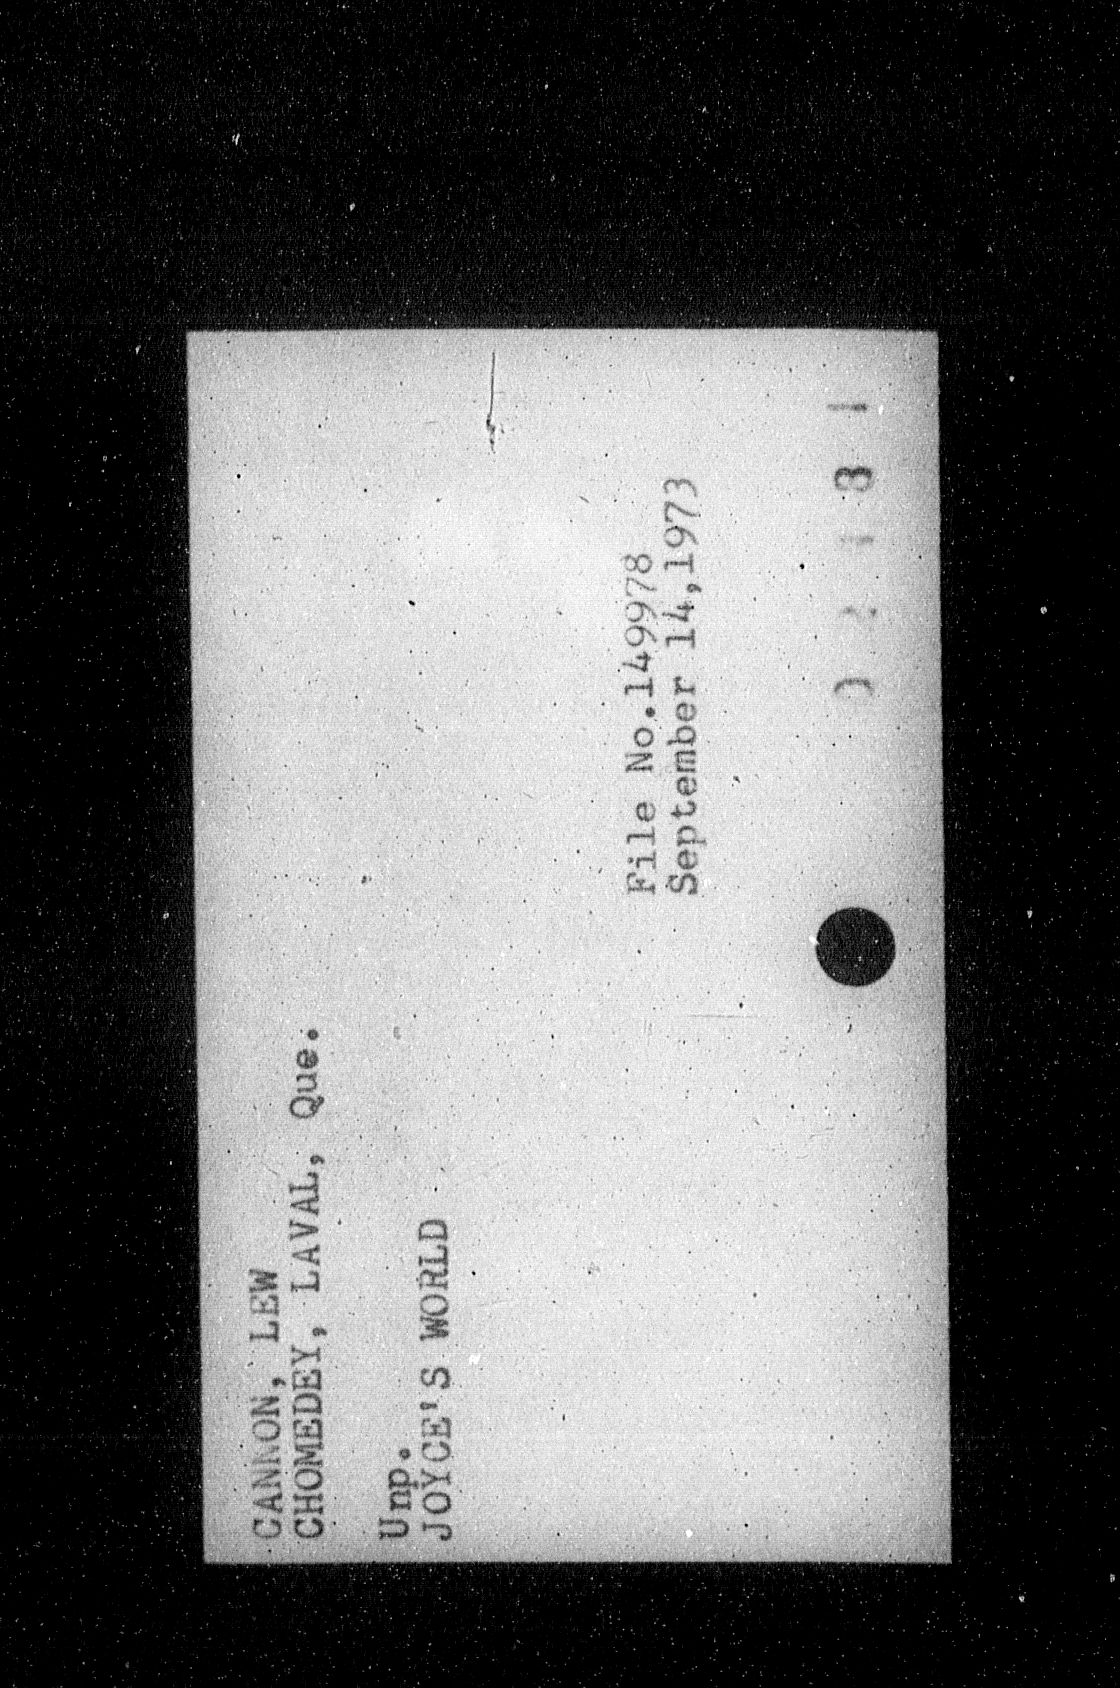 CANNON, LEW
CHOMEDEY, LAVAL, Que.
Unp.
JOYCE'S WORLD
File No.149978
September 14,1973